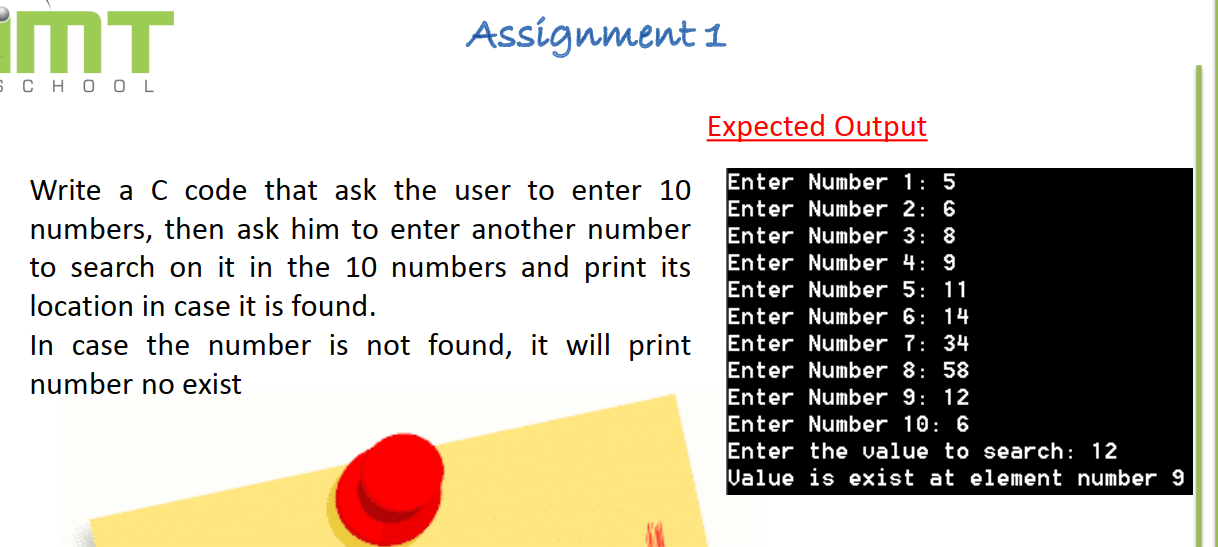 iMT
SCHOOL
Assignment 1
Expected Output
Write a C code that ask the user to enter 10
numbers, then ask him to enter another number
to search on it in the 10 numbers and print its
location in case it is found.
In case the number is not found, it will print
number no exist
Enter Number 1: 5
Enter Number 2: 6
Enter Number 3: 8
Enter Number 4: 9
Enter Number 5: 11
Enter Number 6: 14
Enter Number 7: 34
Enter Number 8: 58
Enter Number 9: 12
Enter Number 10: 6
Enter the value to search: 12
Value is exist at element number 9